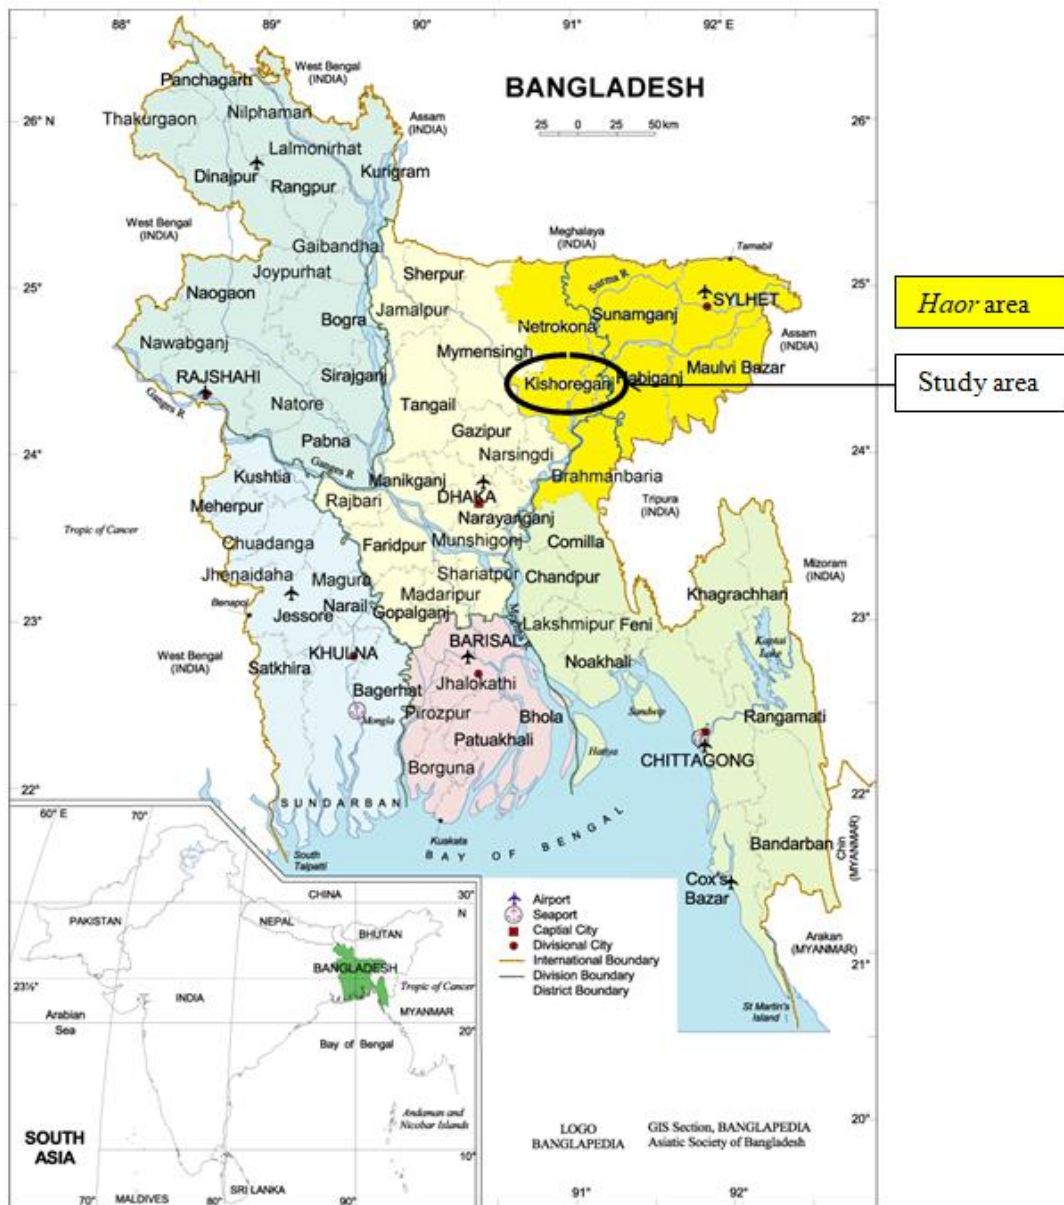 88°
89°
90°
91°
92° E
BANGLADESH
25 0 25 50 km
West Bengal
(INDIA)
Assam
(INDIA)
26° N
26°
Panchagarh
Thakurgaon
Nilphamari
Lalmonirhat
Dinajpur
Rangpur
Kurigram
West Bengal
(INDIA)
Gaibandha
Joypurhat
Naogaon
Bogra
Nawabganj
RAJSHAHI
Sirajganj
Natore
Pabna
Ganges R
Ganges R
Meghalaya
(INDIA)
Tamabil
Sherpur
Jamalpur
Mymensingh
Netrokona
Sunamganj
Surma R
SYLHET
Assam
(INDIA)
25°
25°
Kishoreganj
Habiganj
Maulvi Bazar
Haor area
Study area
Tangail
Gazipur
Narsingdi
Brahmanbaria
24°
24°
Kushtia
Meherpur
Manikganj
DHAKA
Rajbari
Narayanganj
Munshigonj
Tripura
(INDIA)
Tropic of Cancer
Chuadanga
Faridpur
Comilla
Mizoram
(INDIA)
Jhenaidaha
Magura
Shariatpur
Chandpur
Madaripur
Khagrachhari
Benapol
Jessore
Narail
Gopalganj
23°
23°
Lakshmipur
Feni
Kaptai
Lake
West Bengal
(INDIA)
KHULNA
BARISAL
Noakhali
Satkhira
Jhalokathi
Bagerhat
Pirozpur
Mongla
Bhola
Sandwip
Rangamati
Patuakhali
Hatiya
CHITTAGONG
Borguna
22°
22°
SUNDARBAN
Kuakata
BAY OF BENGAL
South
Talpatti
Bandarban
Chin
(MYANMAR)
Cox's
Bazar
Arakan
(MYANMAR)
21°
St Martin's
Island
20°
91°
92°
Airport
Seaport
Captial City
Divisional City
International Boundary
Division Boundary
District Boundary
LOGO
BANGLAPEDIA
GIS Section, BANGLAPEDIA
Asiatic Society of Bangladesh
60° E
70°
CHINA
30°
N
PAKISTAN
NEPAL
BHUTAN
BANGLADESH
23½°
Tropic of Cancer
INDIA
MYANMAR
Arabian
Sea
20°
Bay of Bengal
Andaman and
Nicobar Islands
SOUTH
ASIA
10°
SRI LANKA
70°
MALDIVES
80°
90°